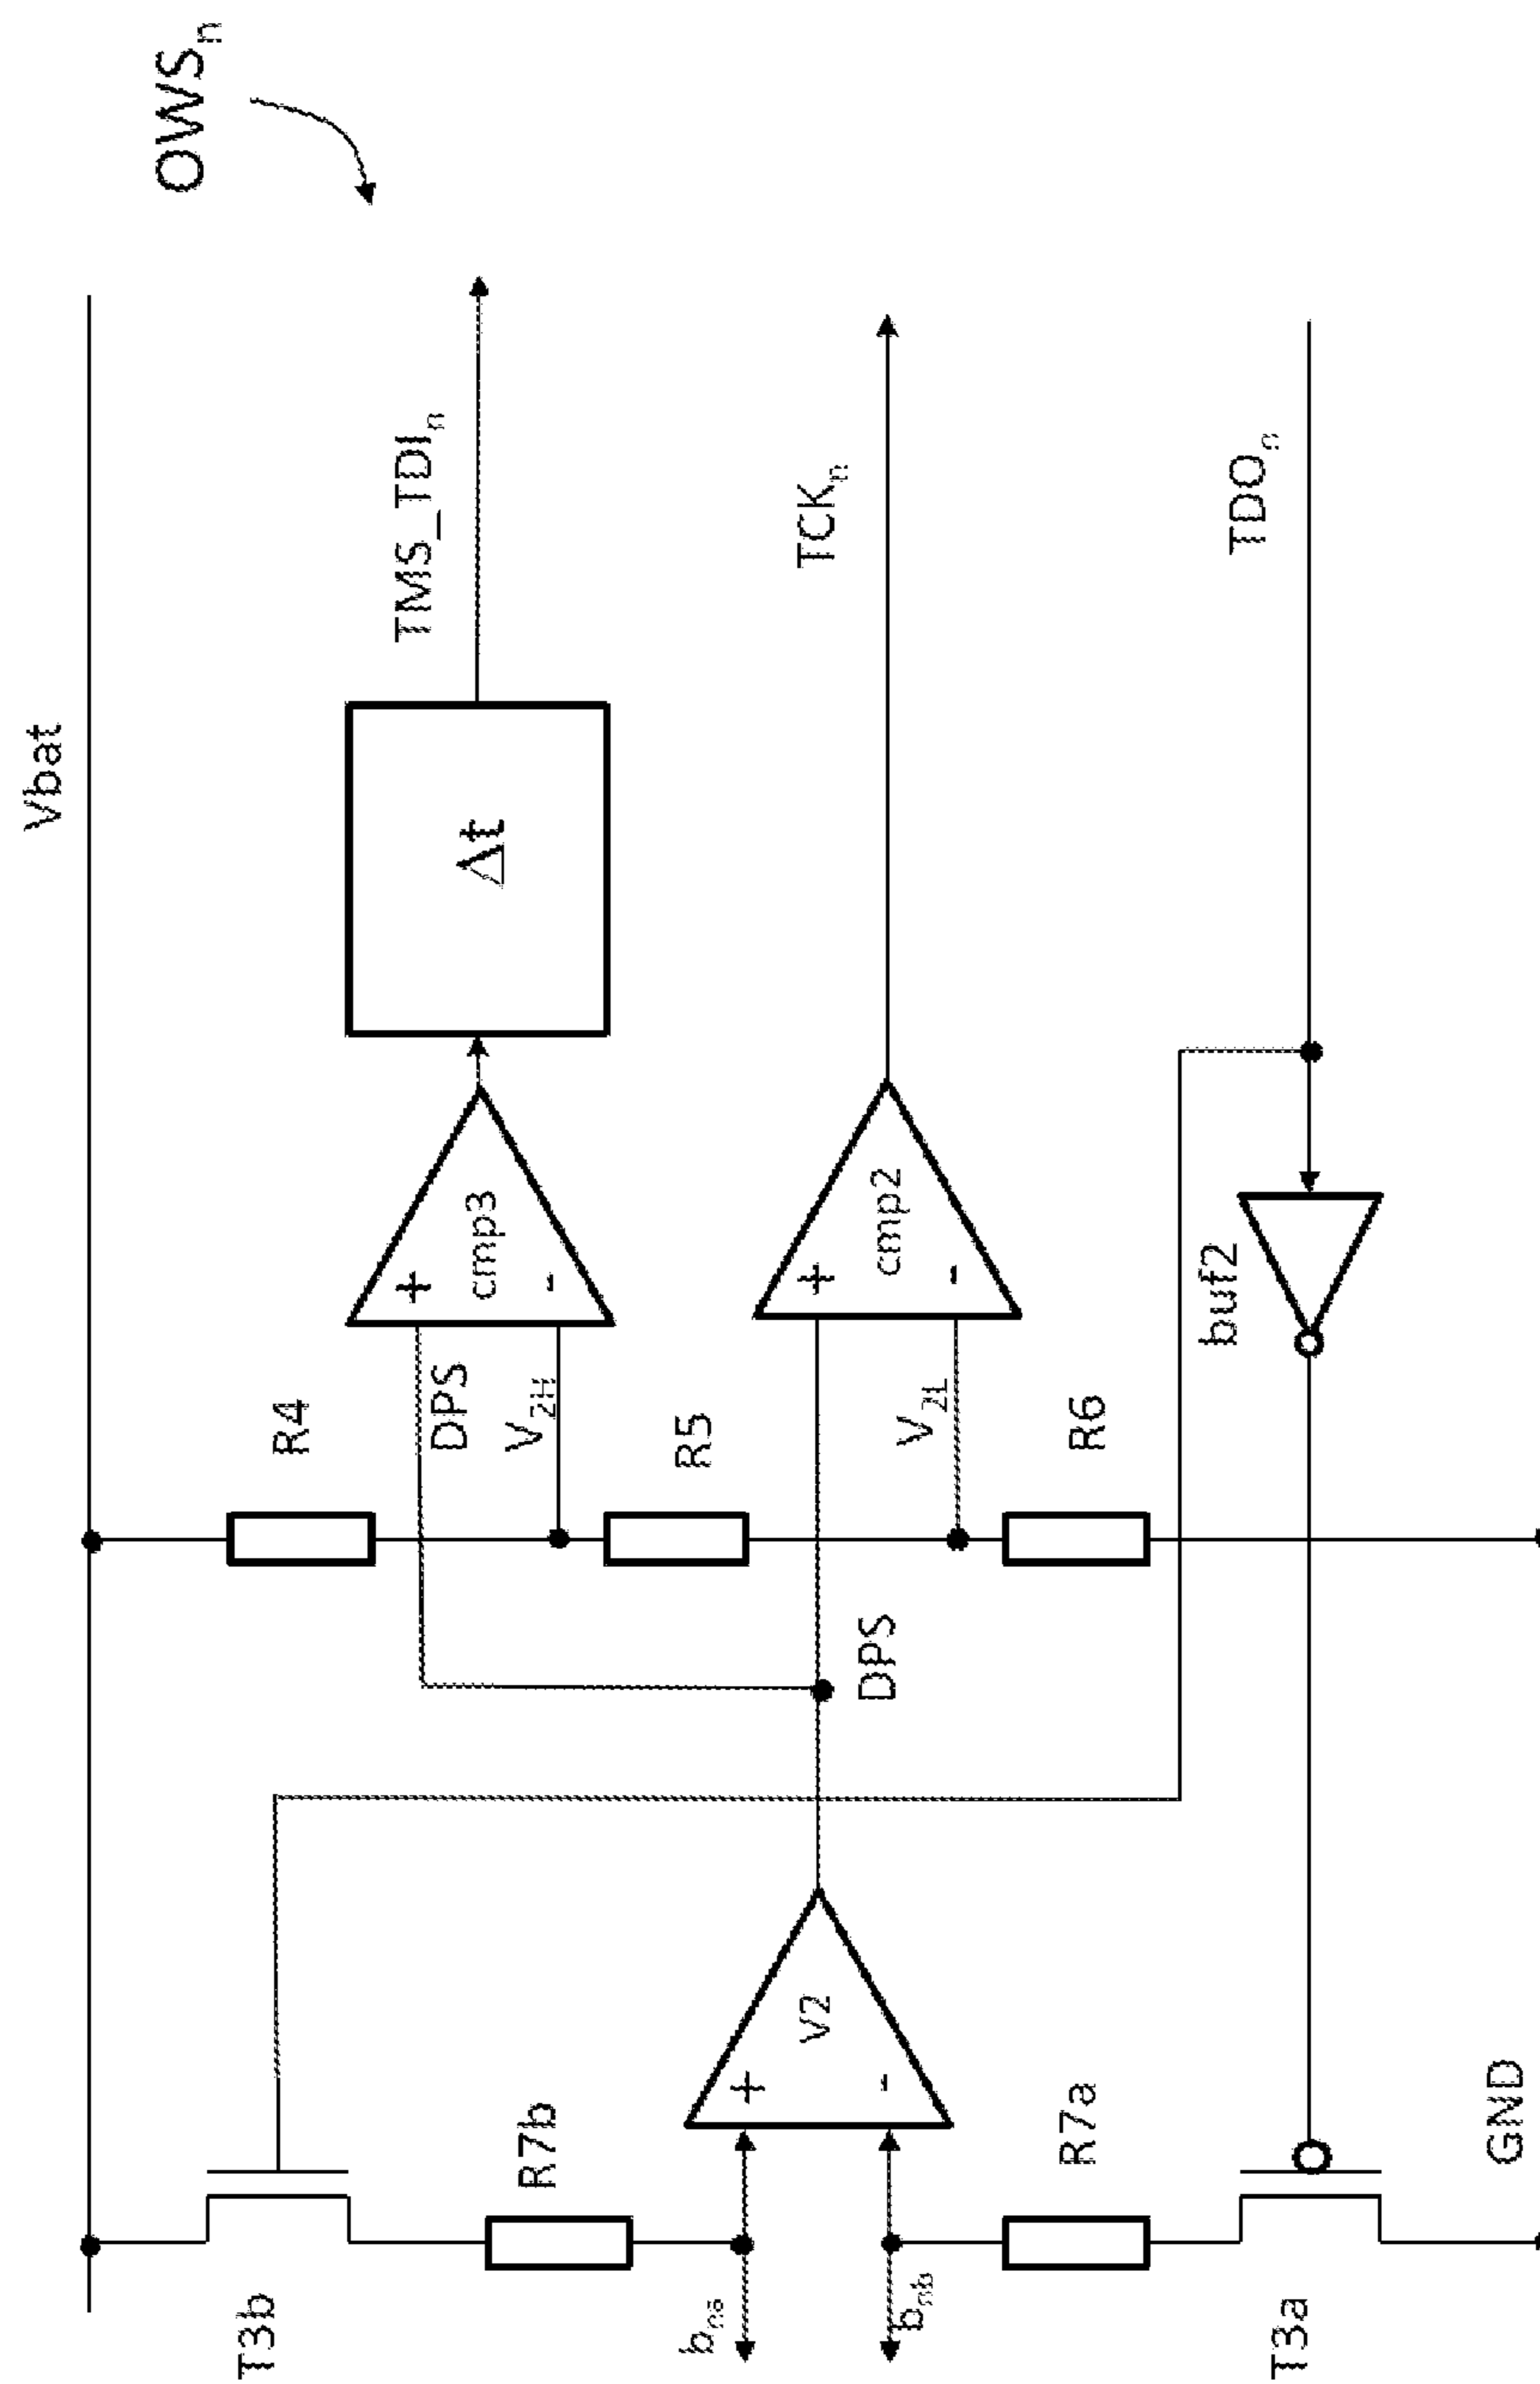 OWSn
Vbat
TMS_TDIn
TCKn
TDOn
Δt
cmp3
+
-
cmp2
+
-
buf2
R4
DPS
V2H
R5
V2L
R6
DPS
V2
+
-
R7b
R7a
GND
T3b
bna
bnb
T3a